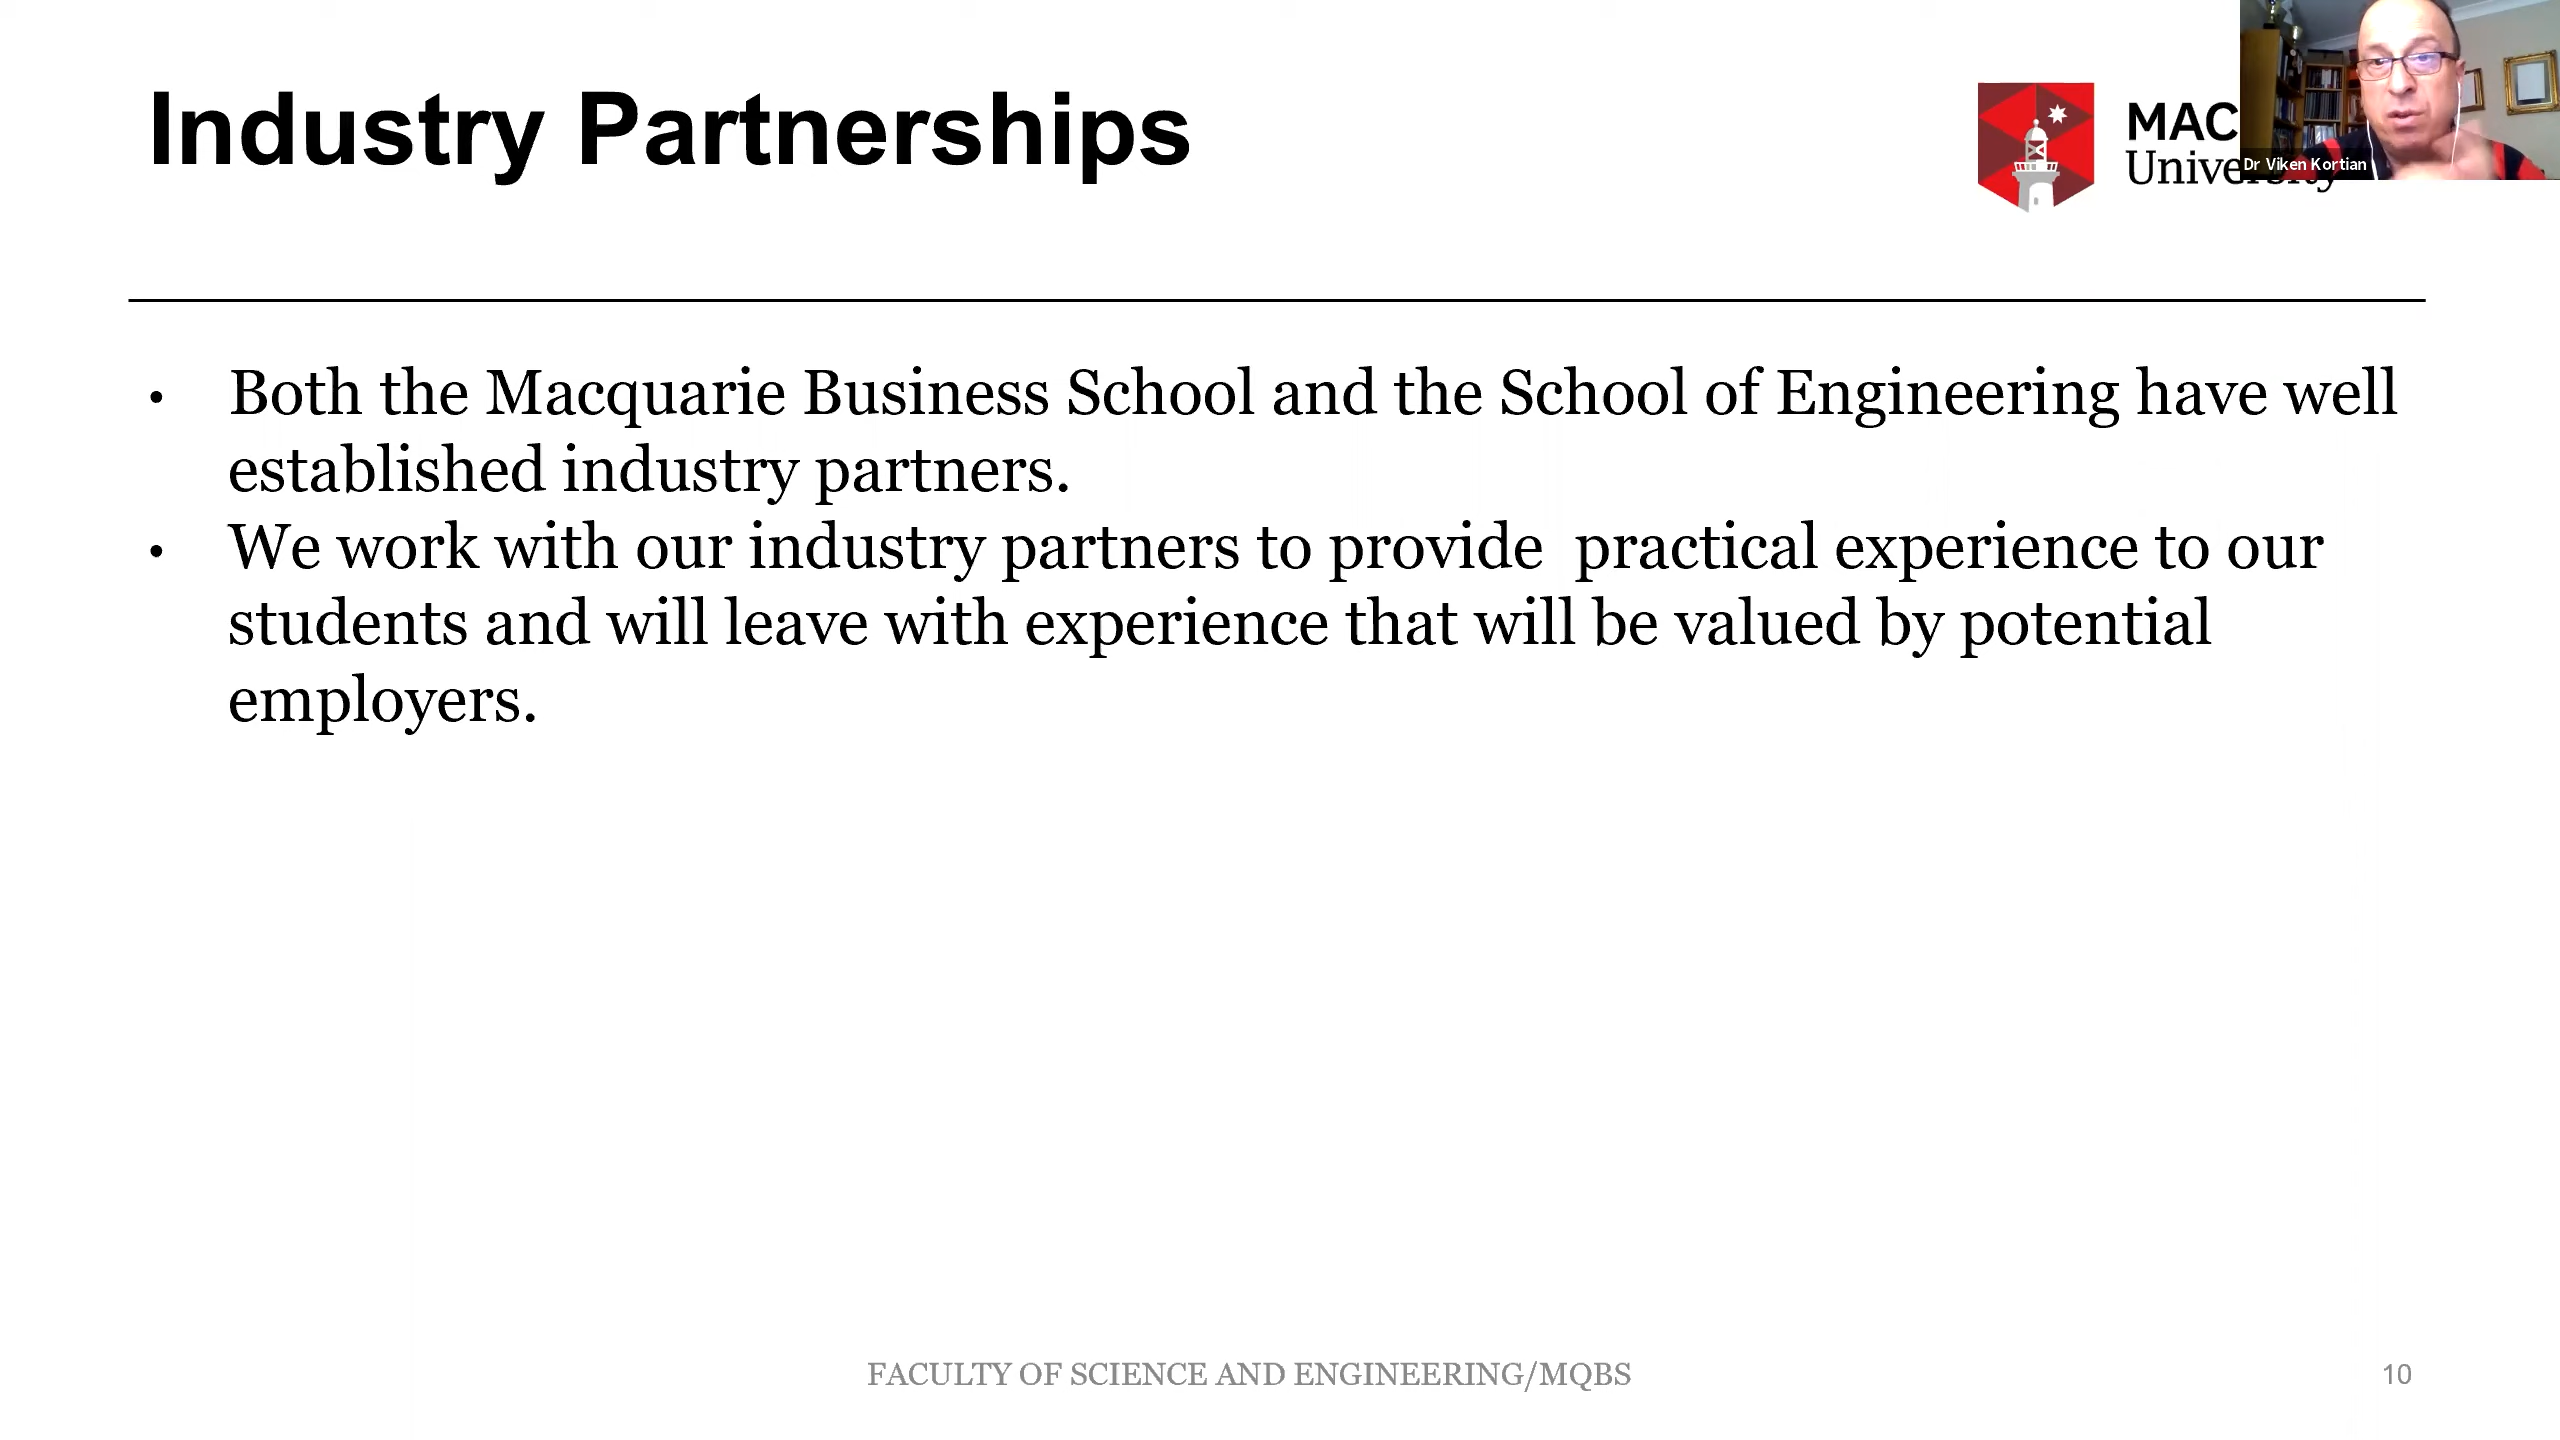 Industry Partnerships
MAC
University
Dr Viken Kortian
• Both the Macquarie Business School and the School of Engineering have well
established industry partners.
• We work with our industry partners to provide  practical experience to our
students and will leave with experience that will be valued by potential
employers.
FACULTY OF SCIENCE AND ENGINEERING/MQBS
10